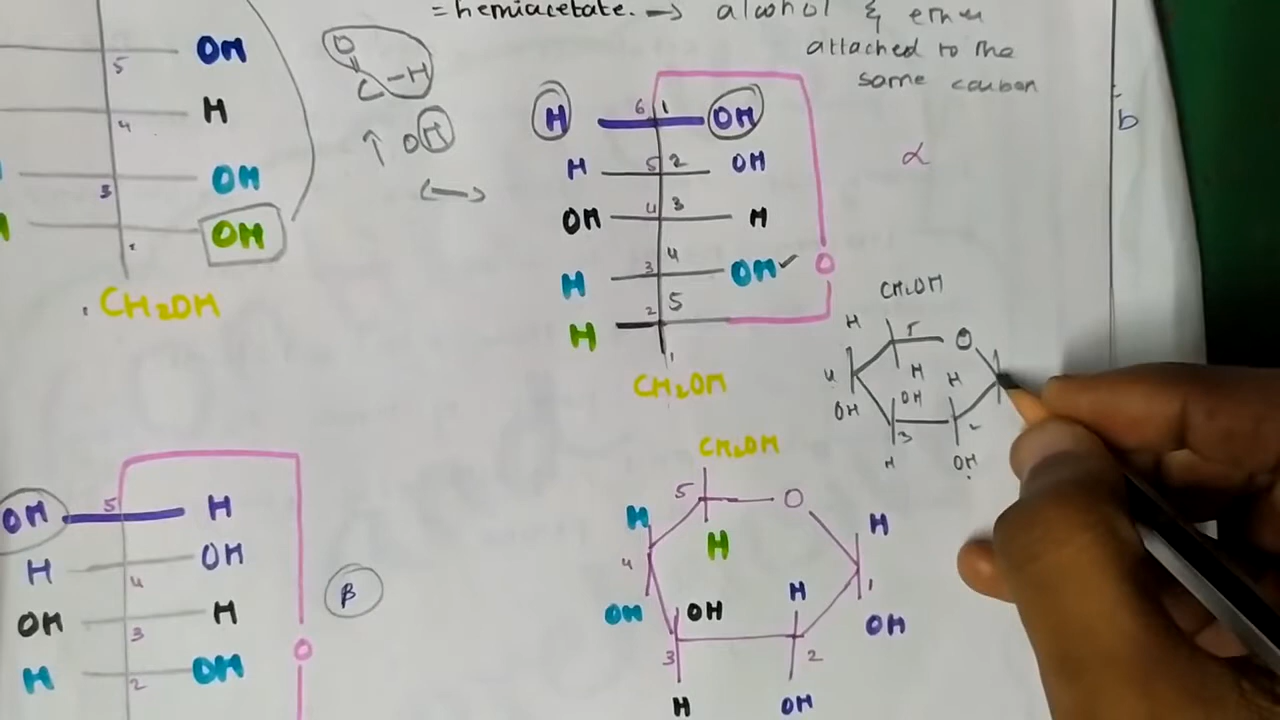 = hemiacetate. → alcohol & ether
attached to the
same carbon
OH
5
H
4
OH
3
OH
CH2OH
O
C - H
↑ OH
H 6 1 OH
H 5 2 OH
OH 4 3 H
H 3 4 OH ✓ O
H 2 5
1
CH2OH
α
b
CH2OH
H 5 O
4 H H
OH OH
3 2
H OH
CH2OH
5 O
H H H
4 OH H 1
OH OH
3 2
H OH
OH 5 H
H 4 OH
OH 3 H
H 2 OH
O
β